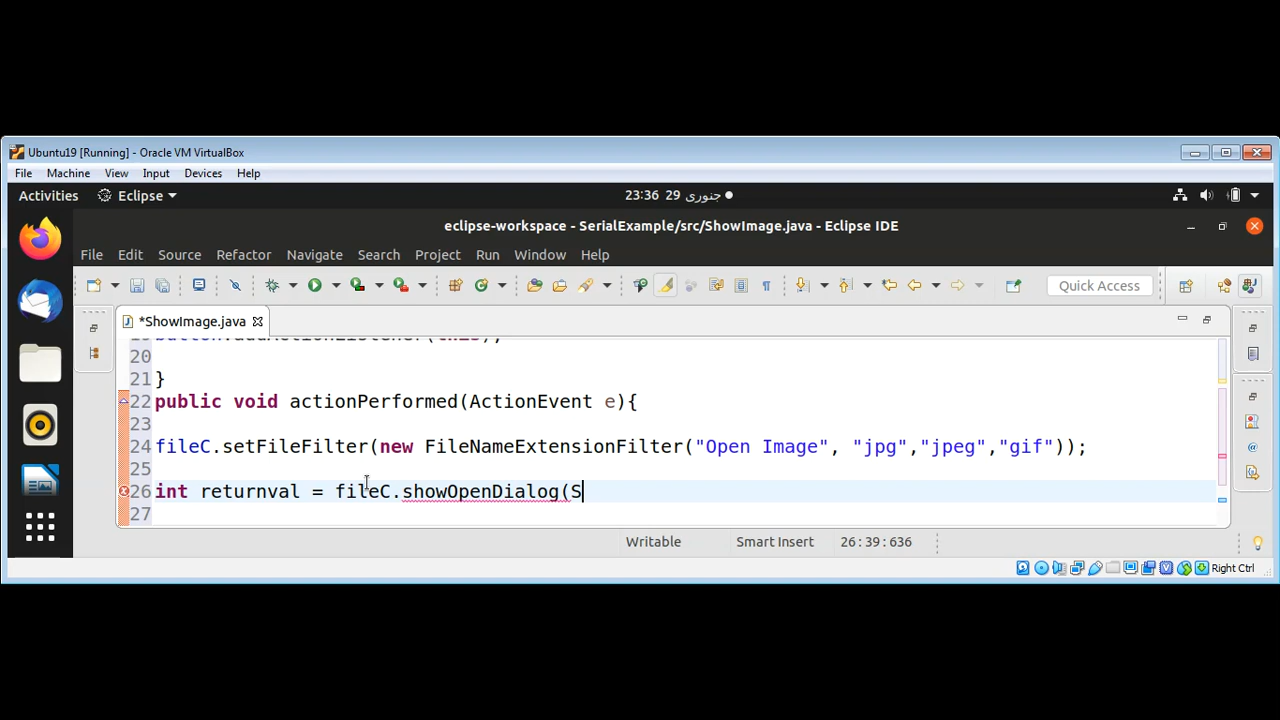 Ubuntu19 [Running] - Oracle VM VirtualBox
File Machine View Input Devices Help
Activities Eclipse 23:36 29 جنوری
eclipse-workspace - SerialExample/src/ShowImage.java - Eclipse IDE
File Edit Source Refactor Navigate Search Project Run Window Help
Quick Access
*ShowImage.java
20
21 }
22 public void actionPerformed(ActionEvent e){
23
24 fileC.setFileFilter(new FileNameExtensionFilter("Open Image", "jpg","jpeg","gif"));
25
26 int returnval = fileC.showOpenDialog(S
27
Writable Smart Insert 26:39:636
Right Ctrl